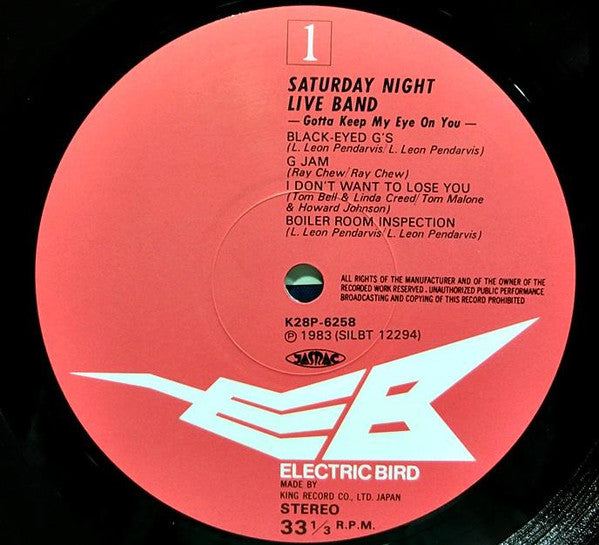 1
SATURDAY NIGHT
LIVE BAND
—Gotta Keep My Eye On You—
BLACK-EYED G'S
(L. Leon Pendarvis/L. Leon Pendarvis)
G JAM
(Ray Chew/Ray Chew)
I DON'T WANT TO LOSE YOU
(Tom Bell & Linda Creed/Tom Malone
& Howard Johnson)
BOILER ROOM INSPECTION
(L. Leon Pendarvis/L. Leon Pendarvis)
ALL RIGHTS OF THE MANUFACTURER AND OF THE OWNER OF THE
RECORDED WORK RESERVED. UNAUTHORIZED PUBLIC PERFORMANCE
BROADCASTING AND COPYING OF THIS RECORD PROHIBITED
K28P-6258
Ⓟ 1983 (SILBT 12294)
JASRAC
EB
ELECTRIC BIRD
MADE BY
KING RECORD CO., LTD. JAPAN
STEREO
33 1/3 R.P.M.